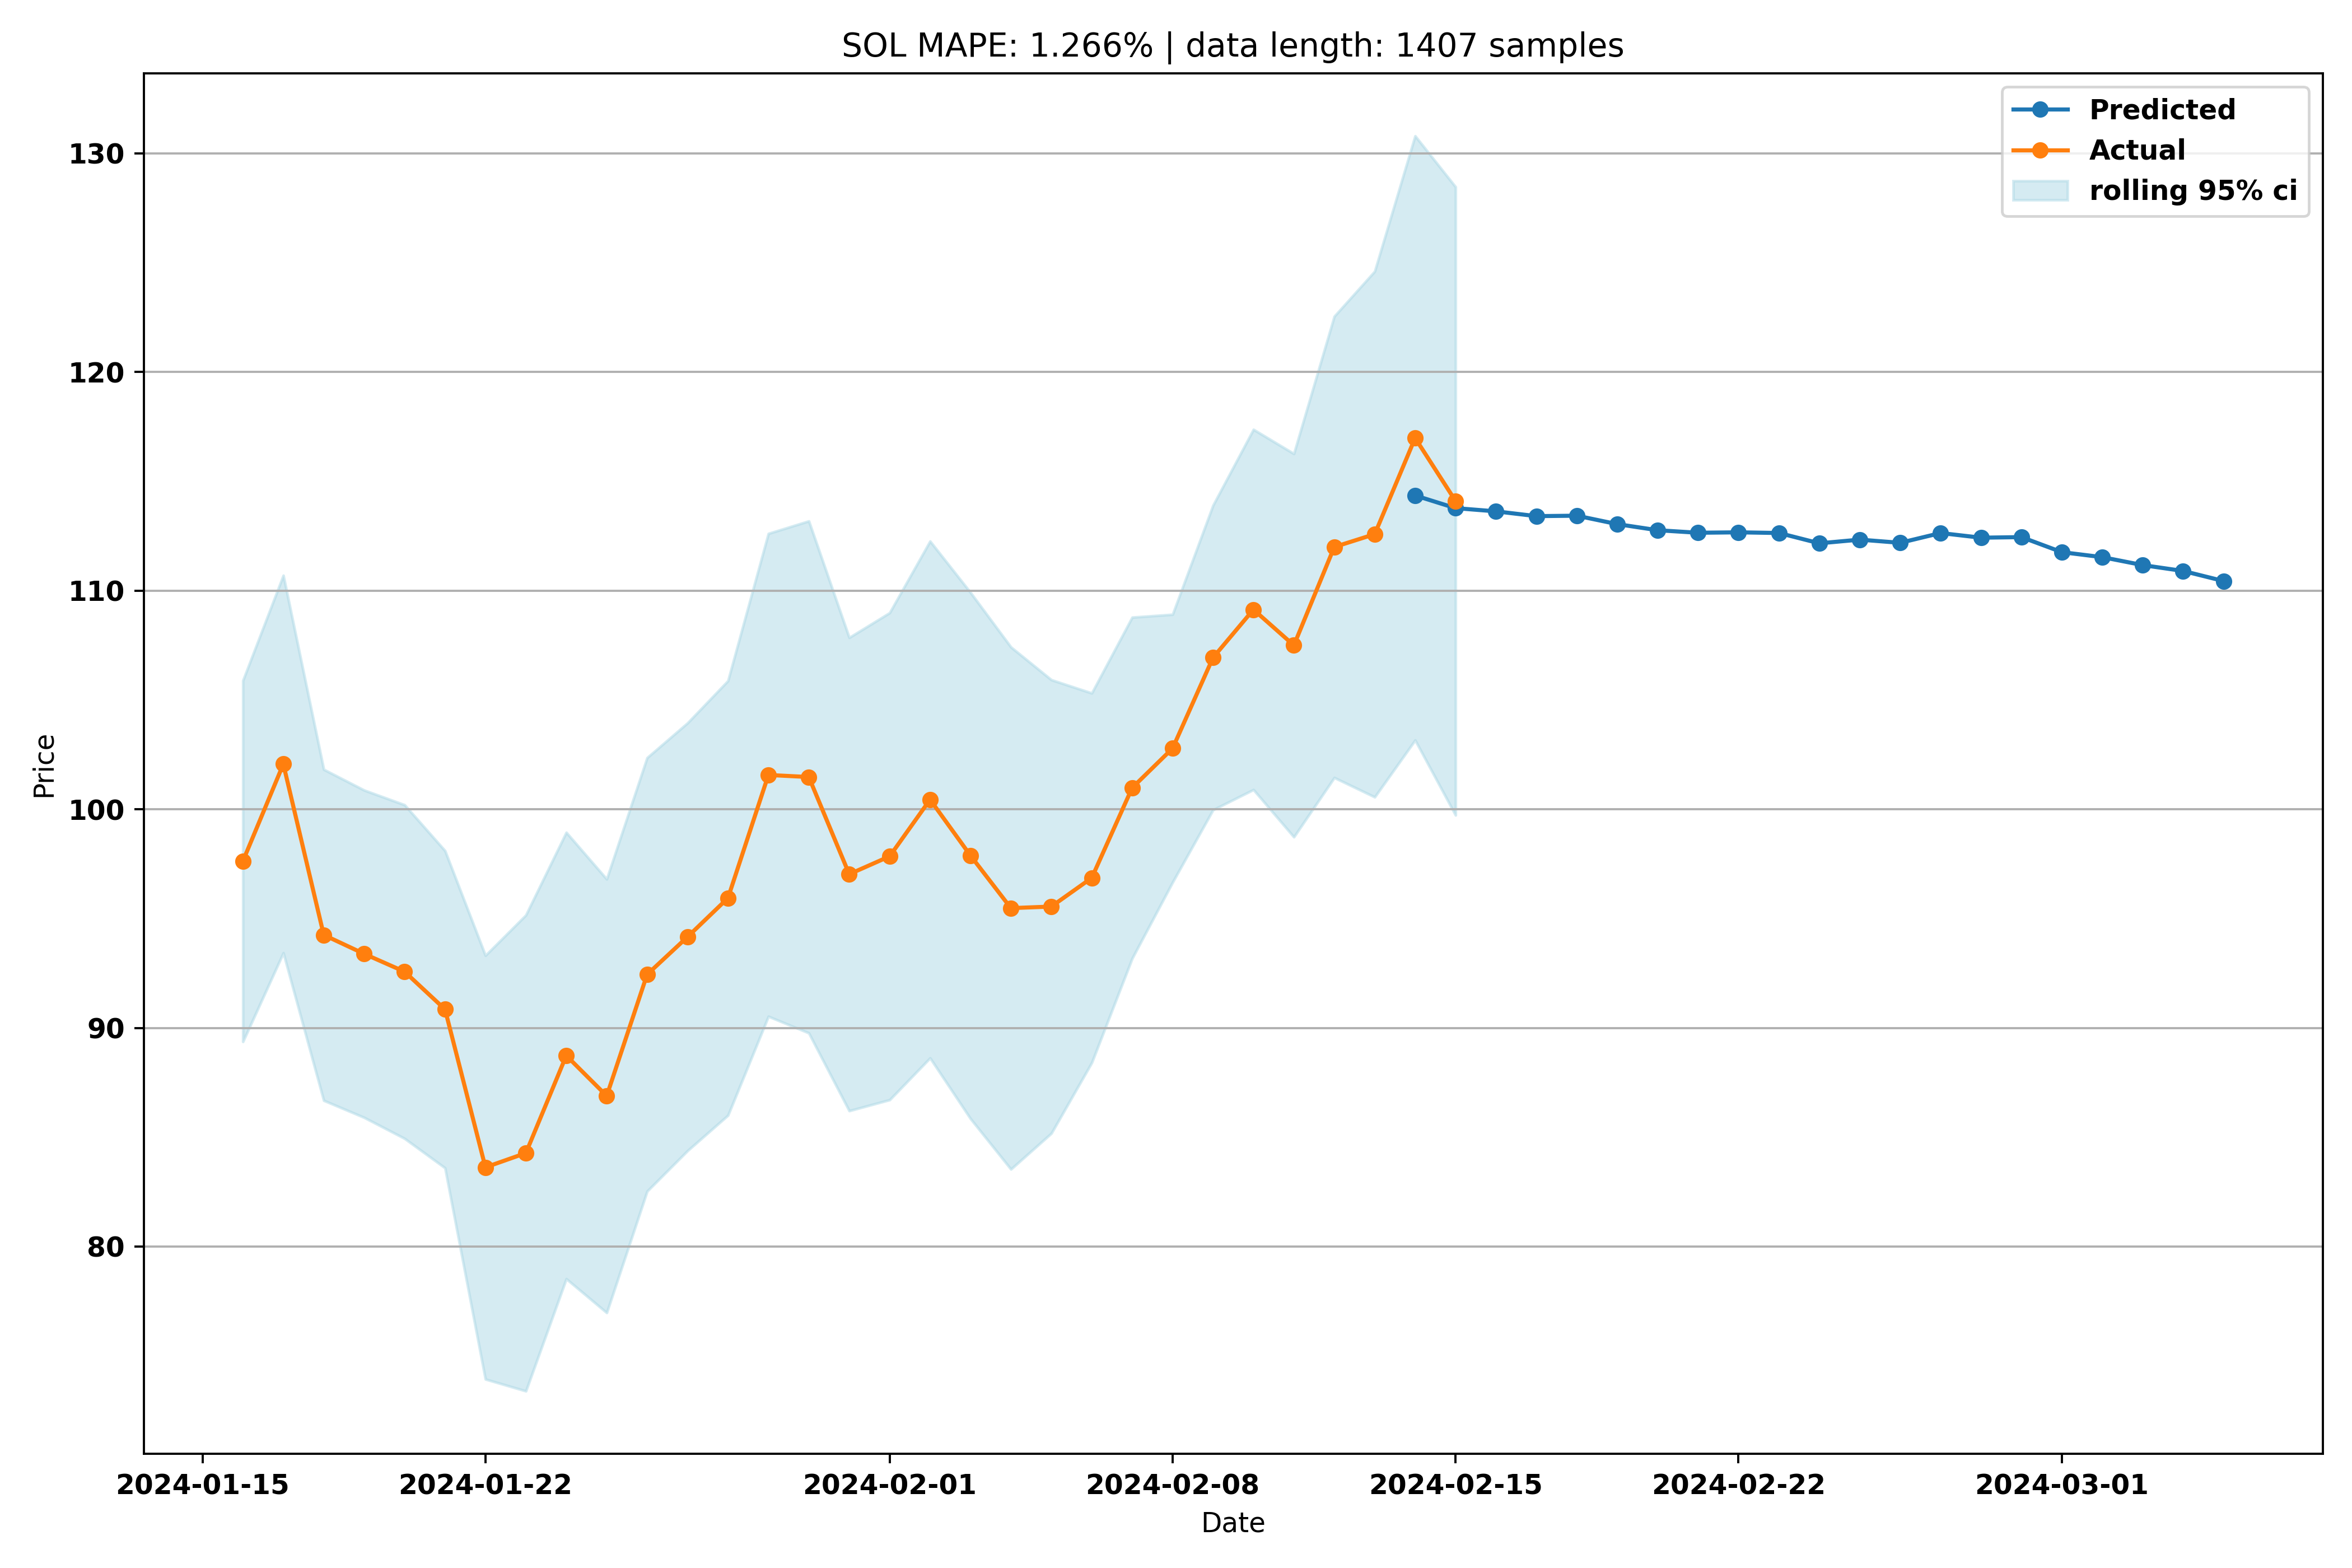 SOL MAPE: 1.266% | data length: 1407 samples
Predicted
Actual
rolling 95% ci
130
120
110
100
90
80
Price
2024-01-15
2024-01-22
2024-02-01
2024-02-08
2024-02-15
2024-02-22
2024-03-01
Date